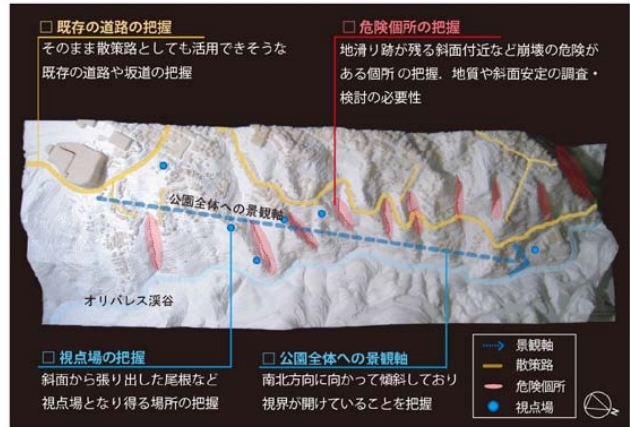 □ 既存の道路の把握
そのまま散策路としても活用できそうな
既存の道路や坂道の把握
□ 危険個所の把握
地滑り跡が残る斜面付近など崩壊の危険が
ある個所の把握．地質や斜面安定の調査・
検討の必要性
公園全体への景観軸
オリバレス渓谷
□ 視点場の把握
斜面から張り出した尾根など
視点場となり得る場所の把握
□ 公園全体への景観軸
南北方向に向かって傾斜しており
視界が開けていることを把握
景観軸
散策路
危険個所
視点場
N